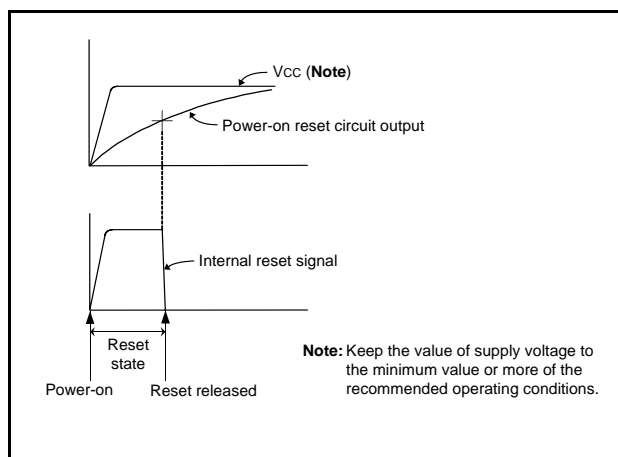 VCC (Note)
Power-on reset circuit output
Internal reset signal
Reset
state
Power-on
Reset released
Note: Keep the value of supply voltage to
the minimum value or more of the
recommended operating conditions.